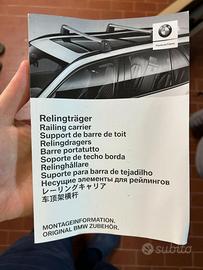 Relingträger
Railing carrier
Support de barre de toit
Relingdragers
Barre portatutto
Soporte de techo borda
Relinghållare
Suporte para barra de tejadilho
Несущие элементы для рейлингов
レーリングキャリア
车顶架横杆
MONTAGEINFORMATION.
ORIGINAL BMW ZUBEHÖR.
subito